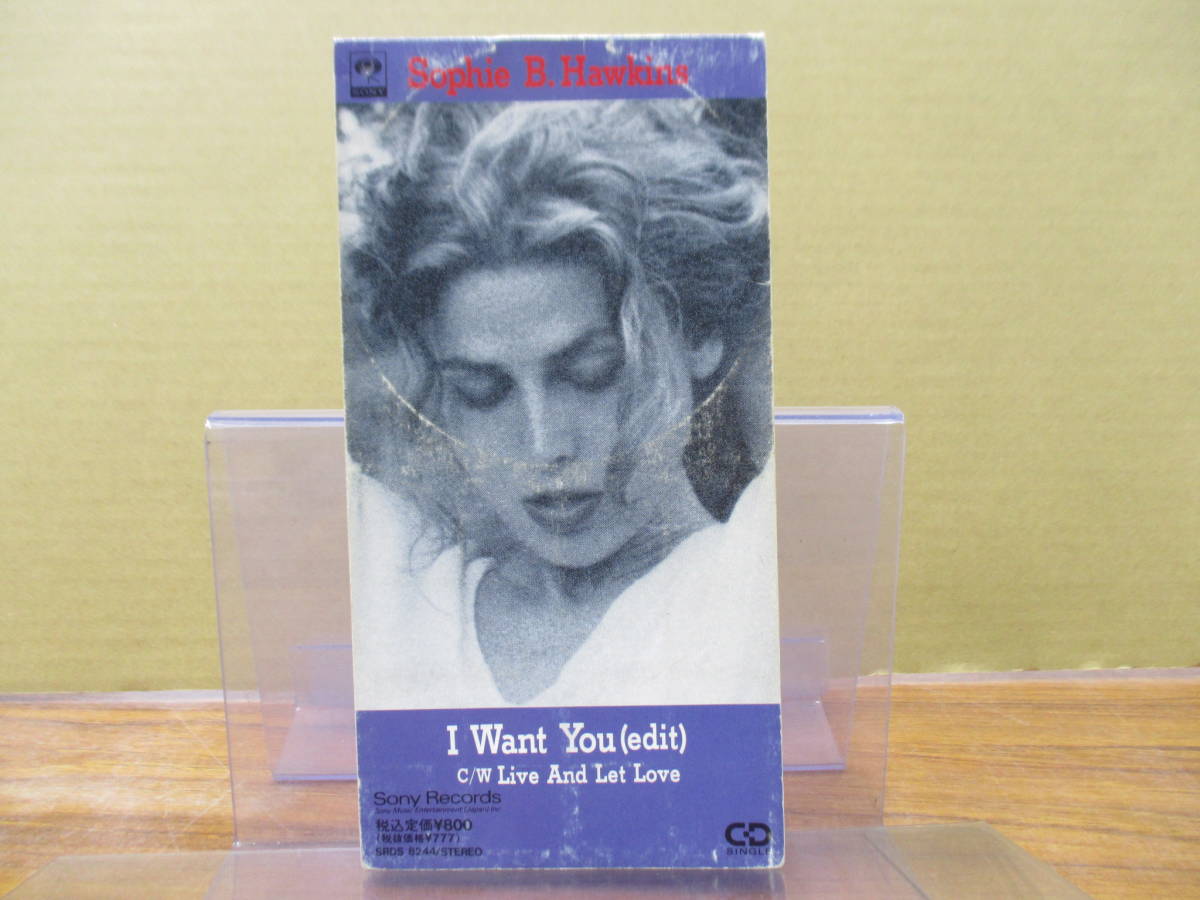 SONY
Sophie B. Hawkins
I Want You (edit)
C/W Live And Let Love
Sony Records
Sony Music Entertainment (Japan) Inc.
税込定価¥800
(税抜価格¥777)
SRDS 8244/STEREO
CD
SINGLE